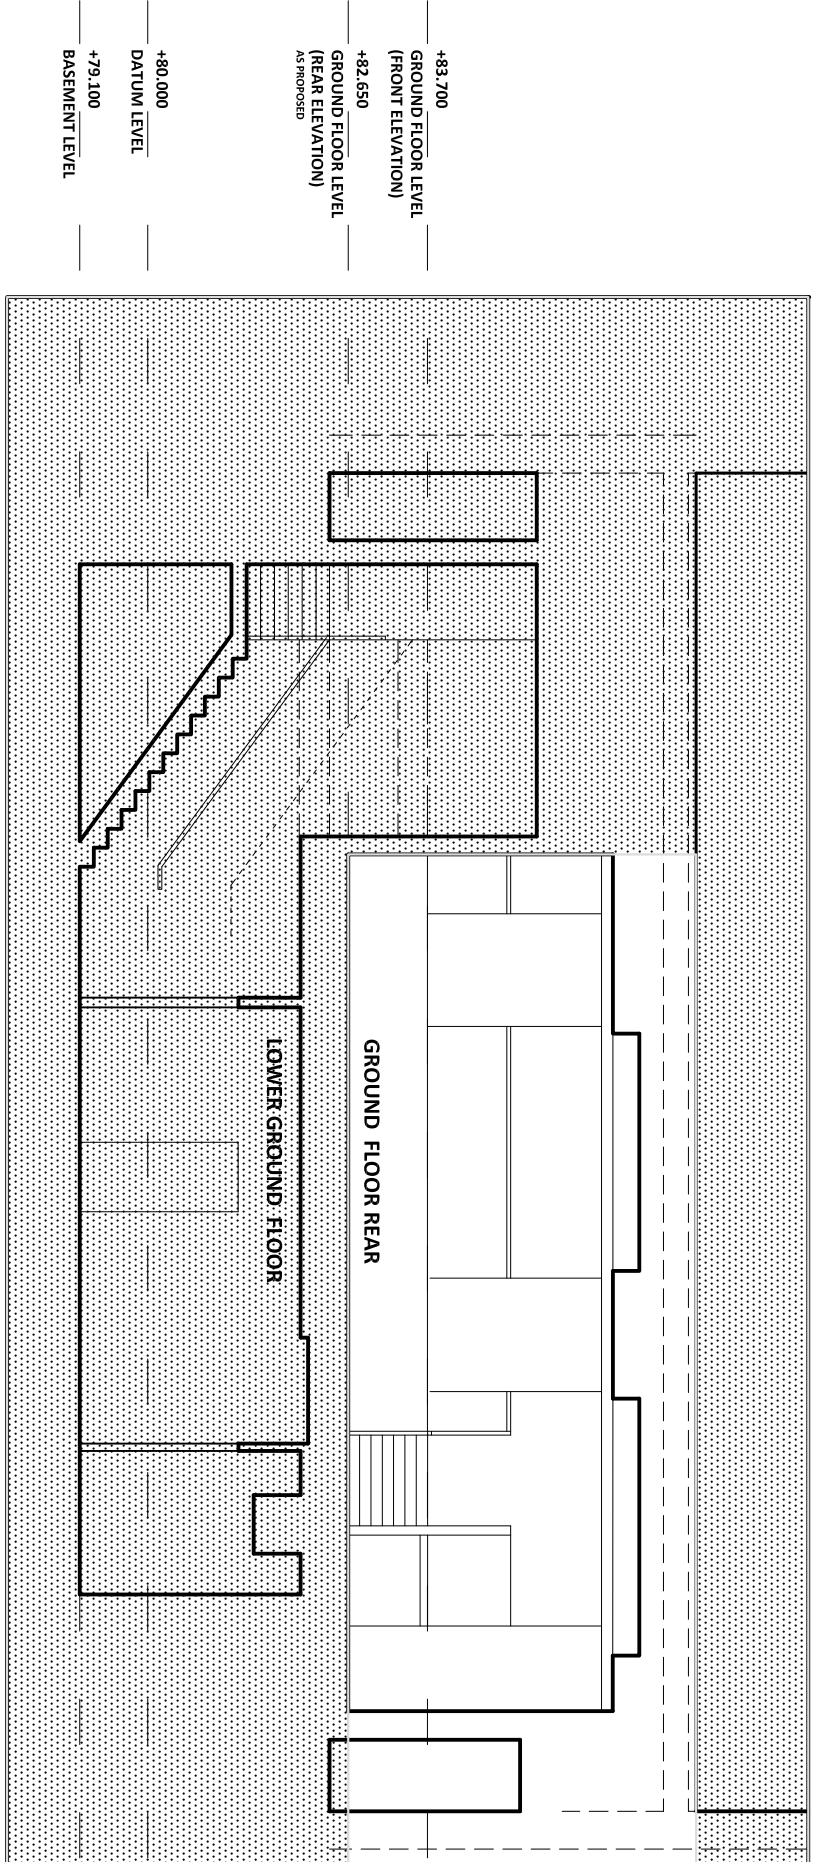 +83.700
GROUND FLOOR LEVEL
(FRONT ELEVATION)
+82.650
GROUND FLOOR LEVEL
(REAR ELEVATION)
AS PROPOSED
+80.000
DATUM LEVEL
+79.100
BASEMENT LEVEL
GROUND FLOOR REAR
LOWER GROUND FLOOR